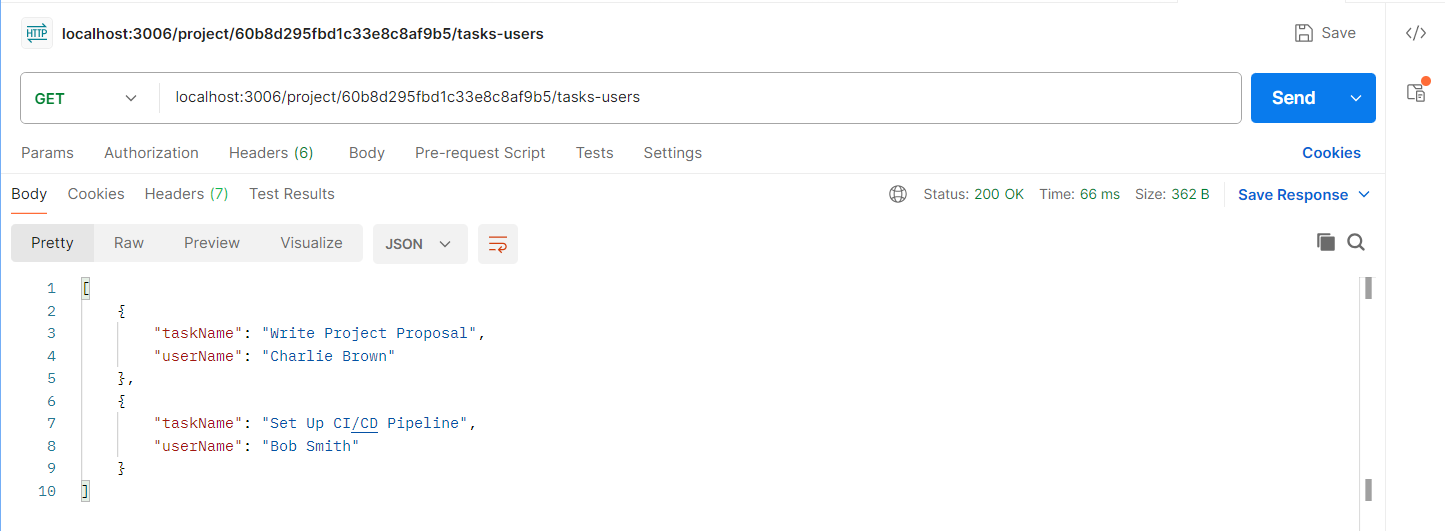 HTTP localhost:3006/project/60b8d295fbd1c33e8c8af9b5/tasks-users Save
GET localhost:3006/project/60b8d295fbd1c33e8c8af9b5/tasks-users Send
Params Authorization Headers (6) Body Pre-request Script Tests Settings Cookies
Body Cookies Headers (7) Test Results Status: 200 OK Time: 66 ms Size: 362 B Save Response
Pretty Raw Preview Visualize JSON
1 [
2 {
3 "taskName": "Write Project Proposal",
4 "userName": "Charlie Brown"
5 },
6 {
7 "taskName": "Set Up CI/CD Pipeline",
8 "userName": "Bob Smith"
9 }
10 ]